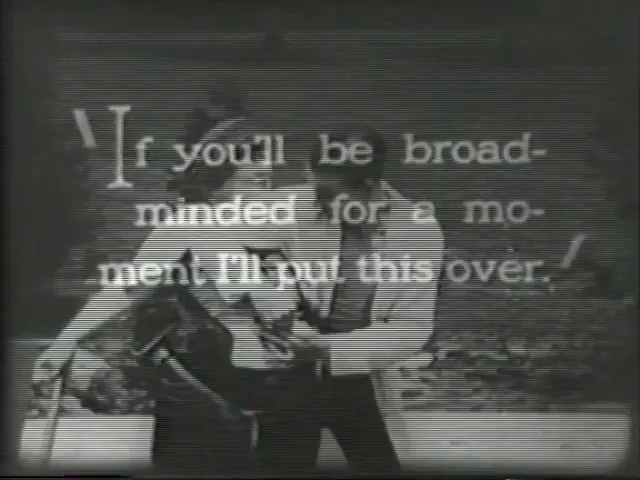 "If you'll be broad-
minded for a mo-
ment I'll put this over."